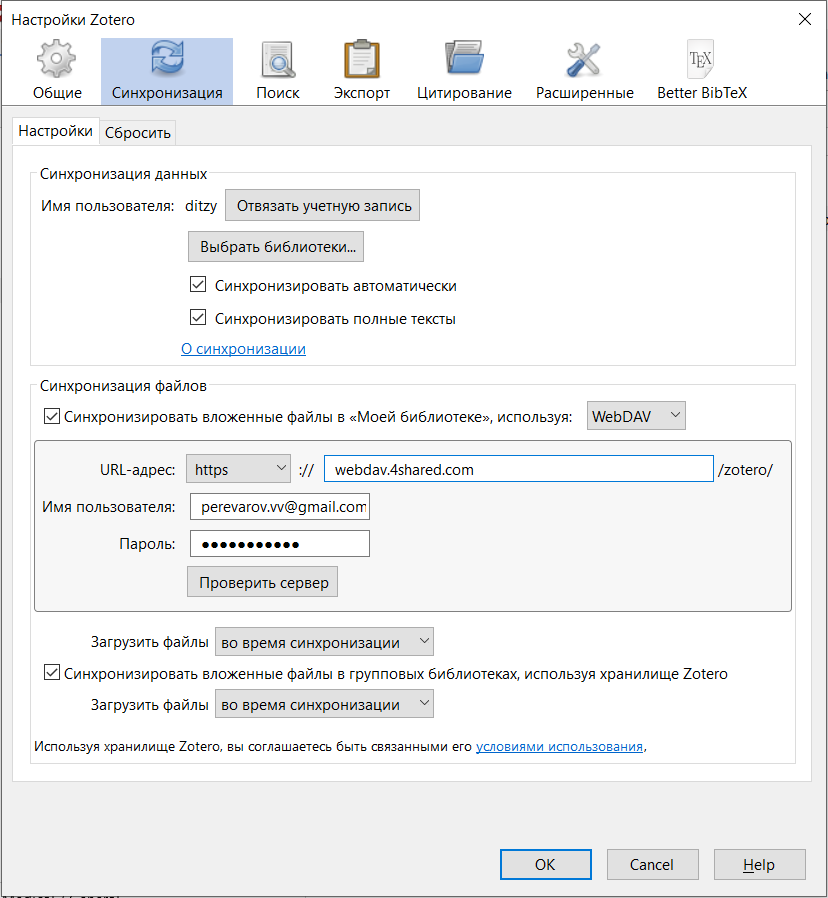 Настройки Zotero
Общие Синхронизация Поиск Экспорт Цитирование Расширенные Better BibTeX
Настройки Сбросить
Синхронизация данных
Имя пользователя: ditzy Отвязать учетную запись
Выбрать библиотеки...
Синхронизировать автоматически
Синхронизировать полные тексты
О синхронизации
Синхронизация файлов
Синхронизировать вложенные файлы в «Моей библиотеке», используя: WebDAV
URL-адрес: https :// webdav.4shared.com /zotero/
Имя пользователя: perevarov.vv@gmail.com
Пароль: ●●●●●●●●●●●
Проверить сервер
Загрузить файлы во время синхронизации
Синхронизировать вложенные файлы в групповых библиотеках, используя хранилище Zotero
Загрузить файлы во время синхронизации
Используя хранилище Zotero, вы соглашаетесь быть связанными его условиями использования,
OK Cancel Help